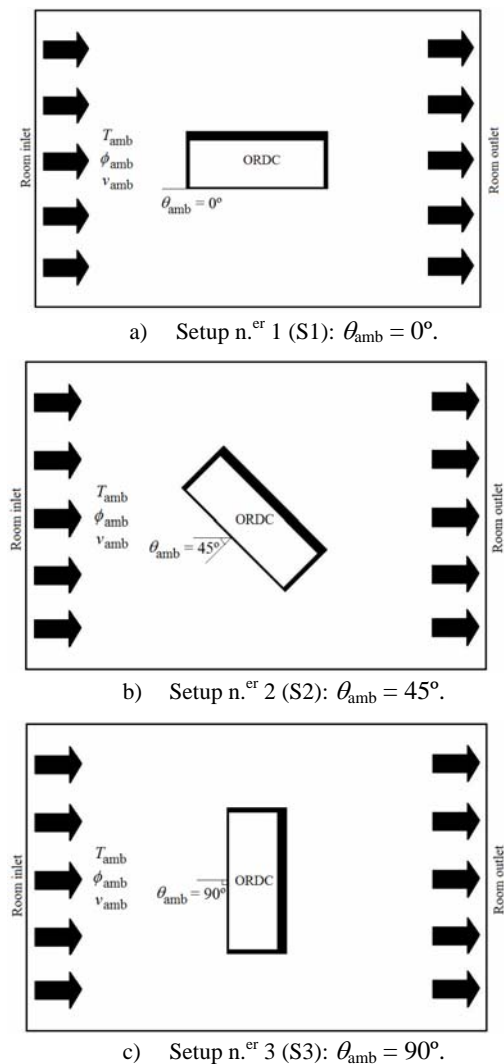 Room inlet
T_amb
ϕ_amb
v_amb
θ_amb = 0º
ORDC
Room outlet
a) Setup n.er 1 (S1): θ_amb = 0º.
Room inlet
T_amb
ϕ_amb
v_amb
θ_amb = 45º
ORDC
Room outlet
b) Setup n.er 2 (S2): θ_amb = 45º.
Room inlet
T_amb
ϕ_amb
v_amb
θ_amb = 90º
ORDC
Room outlet
c) Setup n.er 3 (S3): θ_amb = 90º.